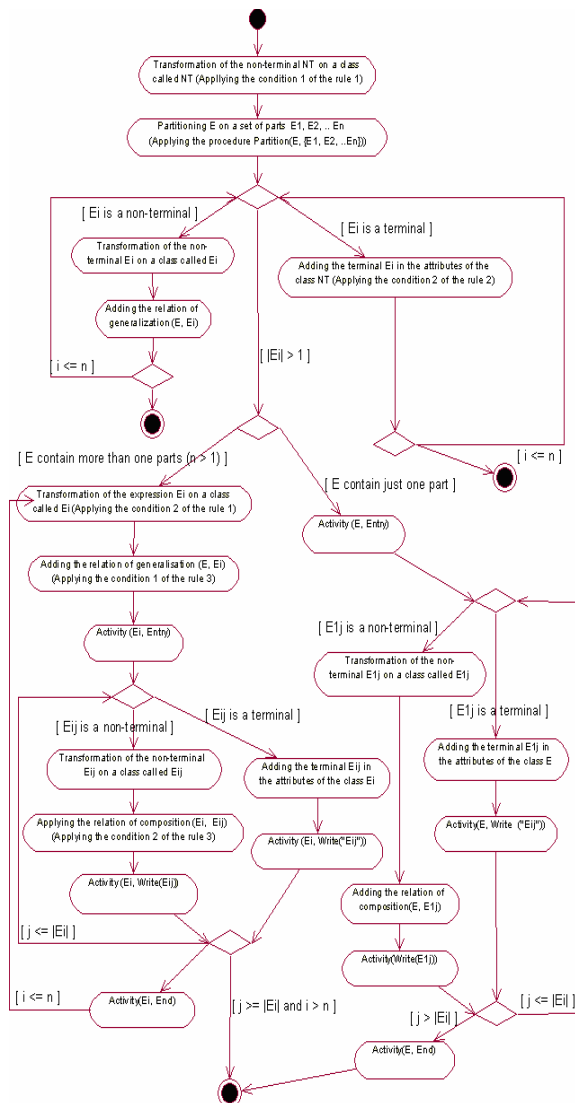 Transformation of the non-terminal NT on a class
called NT (Appllying the condition 1 of the rule 1)
Partitioning E on a set of parts E1, E2, .. En
(Applying the procedure Partition(E, {E1, E2, ..En}))
[ Ei is a non-terminal ]
[ Ei is a terminal ]
Transformation of the non-
terminal Ei on a class called Ei
Adding the terminal Ei in the attributes of the
class NT (Applying the condition 2 of the rule 2)
Adding the relation of
generalization (E, Ei)
[ i <= n ]
[ |Ei| > 1 ]
[ i <= n ]
[ E contain more than one parts (n > 1) ]
[ E contain just one part ]
Transformation of the expression Ei on a class
called Ei (Applying the condition 2 of the rule 1)
Activity (E, Entry)
Adding the relation of generalisation (E, Ei)
(Applying the condition 1 of the rule 3)
Activity (Ei, Entry)
[ E1j is a non-terminal ]
Transformation of the non-
terminal E1j on a class called E1j
[ E1j is a terminal ]
[ Eij is a non-terminal ]
[ Eij is a terminal ]
Transformation of the non-terminal
Eij on a class called Eij
Adding the terminal Eij in
the attributes of the class Ei
Adding the terminal E1j in
the attributes of the class E
Applying the relation of composition (Ei, Eij)
(Applying the condition 2 of the rule 3)
Activity (Ei, Write("Eij"))
Activity(E, Write ("Eij"))
Activity(Ei, Write(Eij))
Adding the relation of
composition(E, E1j)
[ j <= |Ei| ]
Activity(Write(E1j))
[ i <= n ]
Activity(Ei, End)
[ j >= |Ei| and i > n ]
[ j > |Ei| ]
[ j <= |Ei| ]
Activity(E, End)